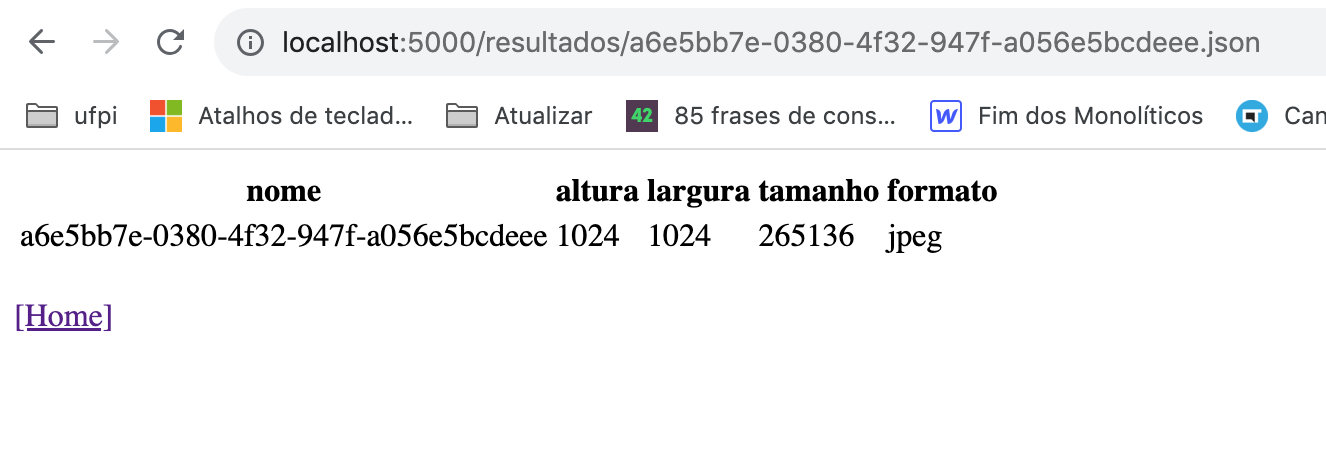 localhost:5000/resultados/a6e5bb7e-0380-4f32-947f-a056e5bcdeee.json
ufpi Atalhos de teclad... Atualizar 42 85 frases de cons... W Fim dos Monolíticos Can
nome altura largura tamanho formato
a6e5bb7e-0380-4f32-947f-a056e5bcdeee 1024 1024 265136 jpeg
[Home]